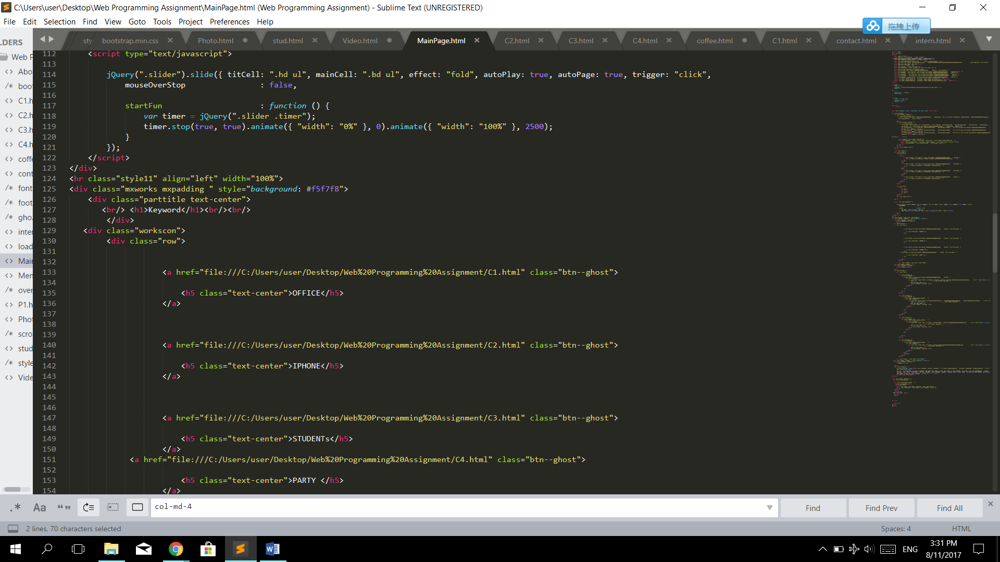 C:\Users\user\Desktop\Web Programming Assignment\MainPage.html (Web Programming Assignment) - Sublime Text (UNREGISTERED)
File Edit Selection Find View Goto Tools Project Preferences Help
拖拽上传
LDERS
sty bootstrap.min.css Photo.html stud.html Video.html MainPage.html C2.html C3.html C4.html coffee.html C1.html contact.html intern.html
Web P
<> Abo
/* boo
<> C1.h
<> C2.h
<> C3.h
<> C4.h
<> coff
<> cont
/* font
/* foot
/* gho.
<> inter
<> load
<> Mai
<> Men
/* over
<> P1.h
<> Phot
/* scro
<> stud
/* style
<> Vide
112 <script type="text/javascript">
113
114 jQuery(".slider").slide({ titCell: ".hd ul", mainCell: ".bd ul", effect: "fold", autoPlay: true, autoPage: true, trigger: "click",
115 mouseOverStop : false,
116
117 startFun : function () {
118 var timer = jQuery(".slider .timer");
119 timer.stop(true, true).animate({ "width": "0%" }, 0).animate({ "width": "100%" }, 2500);
120 }
121 });
122 </script>
123 </div>
124 <hr class="style11" align="left" width="100%">
125 <div class="mxworks mxpadding " style="background: #f5f7f8">
126 <div class="parttitle text-center">
127 <br/> <h1>Keyword</h1><br/><br/>
128 </div>
129 <div class="workscon">
130 <div class="row">
131
132
133 <a href="file:///C:/Users/user/Desktop/Web%20Programming%20Assignment/C1.html" class="btn--ghost">
134
135 <h5 class="text-center">OFFICE</h5>
136 </a>
137
138
139
140 <a href="file:///C:/Users/user/Desktop/Web%20Programming%20Assignment/C2.html" class="btn--ghost">
141
142 <h5 class="text-center">IPHONE</h5>
143 </a>
144
145
146
147 <a href="file:///C:/Users/user/Desktop/Web%20Programming%20Assignment/C3.html" class="btn--ghost">
148
149 <h5 class="text-center">STUDENTs</h5>
150 </a>
151 <a href="file:///C:/Users/user/Desktop/Web%20Programming%20Assignment/C4.html" class="btn--ghost">
152
153 <h5 class="text-center">PARTY </h5>
154 </a>
.* Aa “” col-md-4 Find Find Prev Find All
2 lines, 70 characters selected Spaces: 4 HTML
ENG
3:31 PM
8/11/2017